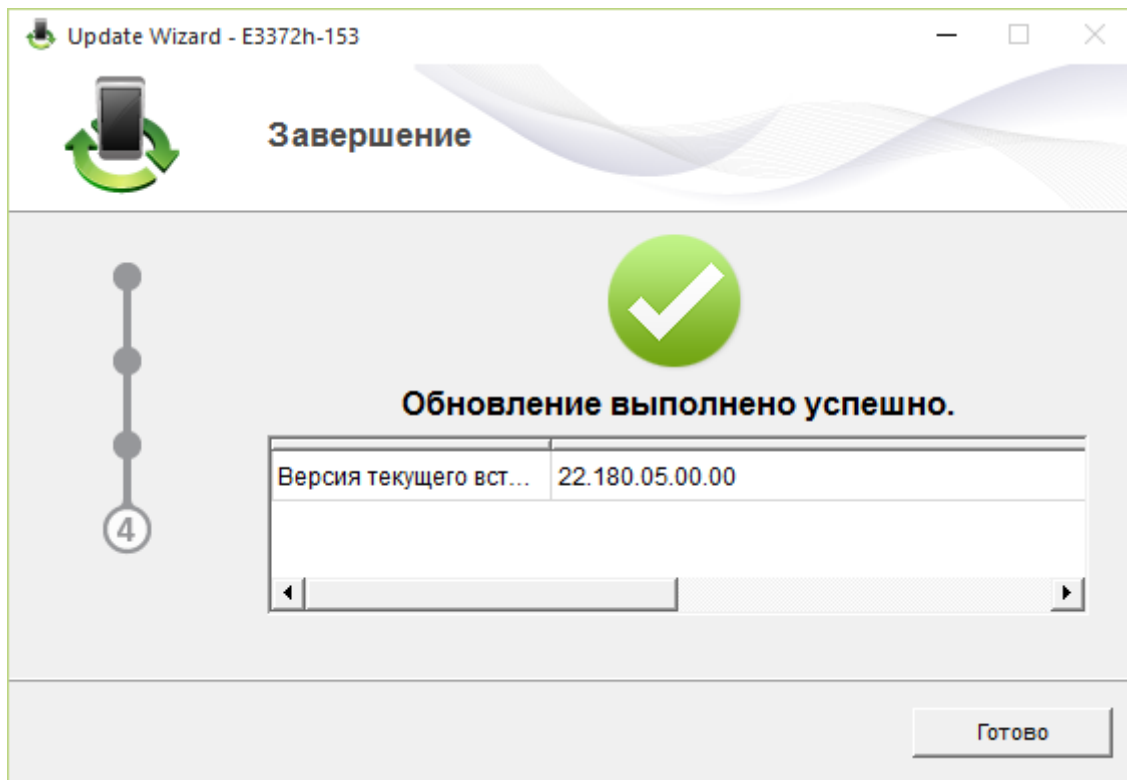 Update Wizard - E3372h-153
Завершение
Обновление выполнено успешно.
Версия текущего вст... 22.180.05.00.00
4
Готово